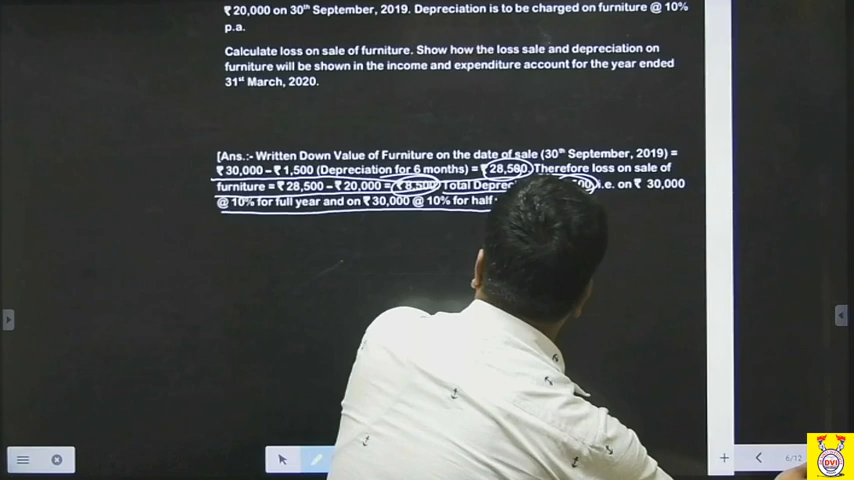 ₹ 20,000 on 30th September, 2019. Depreciation is to be charged on furniture @ 10%
p.a.
Calculate loss on sale of furniture. Show how the loss sale and depreciation on
furniture will be shown in the income and expenditure account for the year ended
31st March, 2020.
[Ans.:- Written Down Value of Furniture on the date of sale (30th September, 2019) =
₹ 30,000 – ₹ 1,500 (Depreciation for 6 months) = ₹ 28,500. Therefore loss on sale of
furniture = ₹ 28,500 – ₹ 20,000 = ₹ 8,500 Total i.e. on ₹ 30,000
@ 10% for full year and on ₹ 30,000 @ 10% for half
6/12
DVI